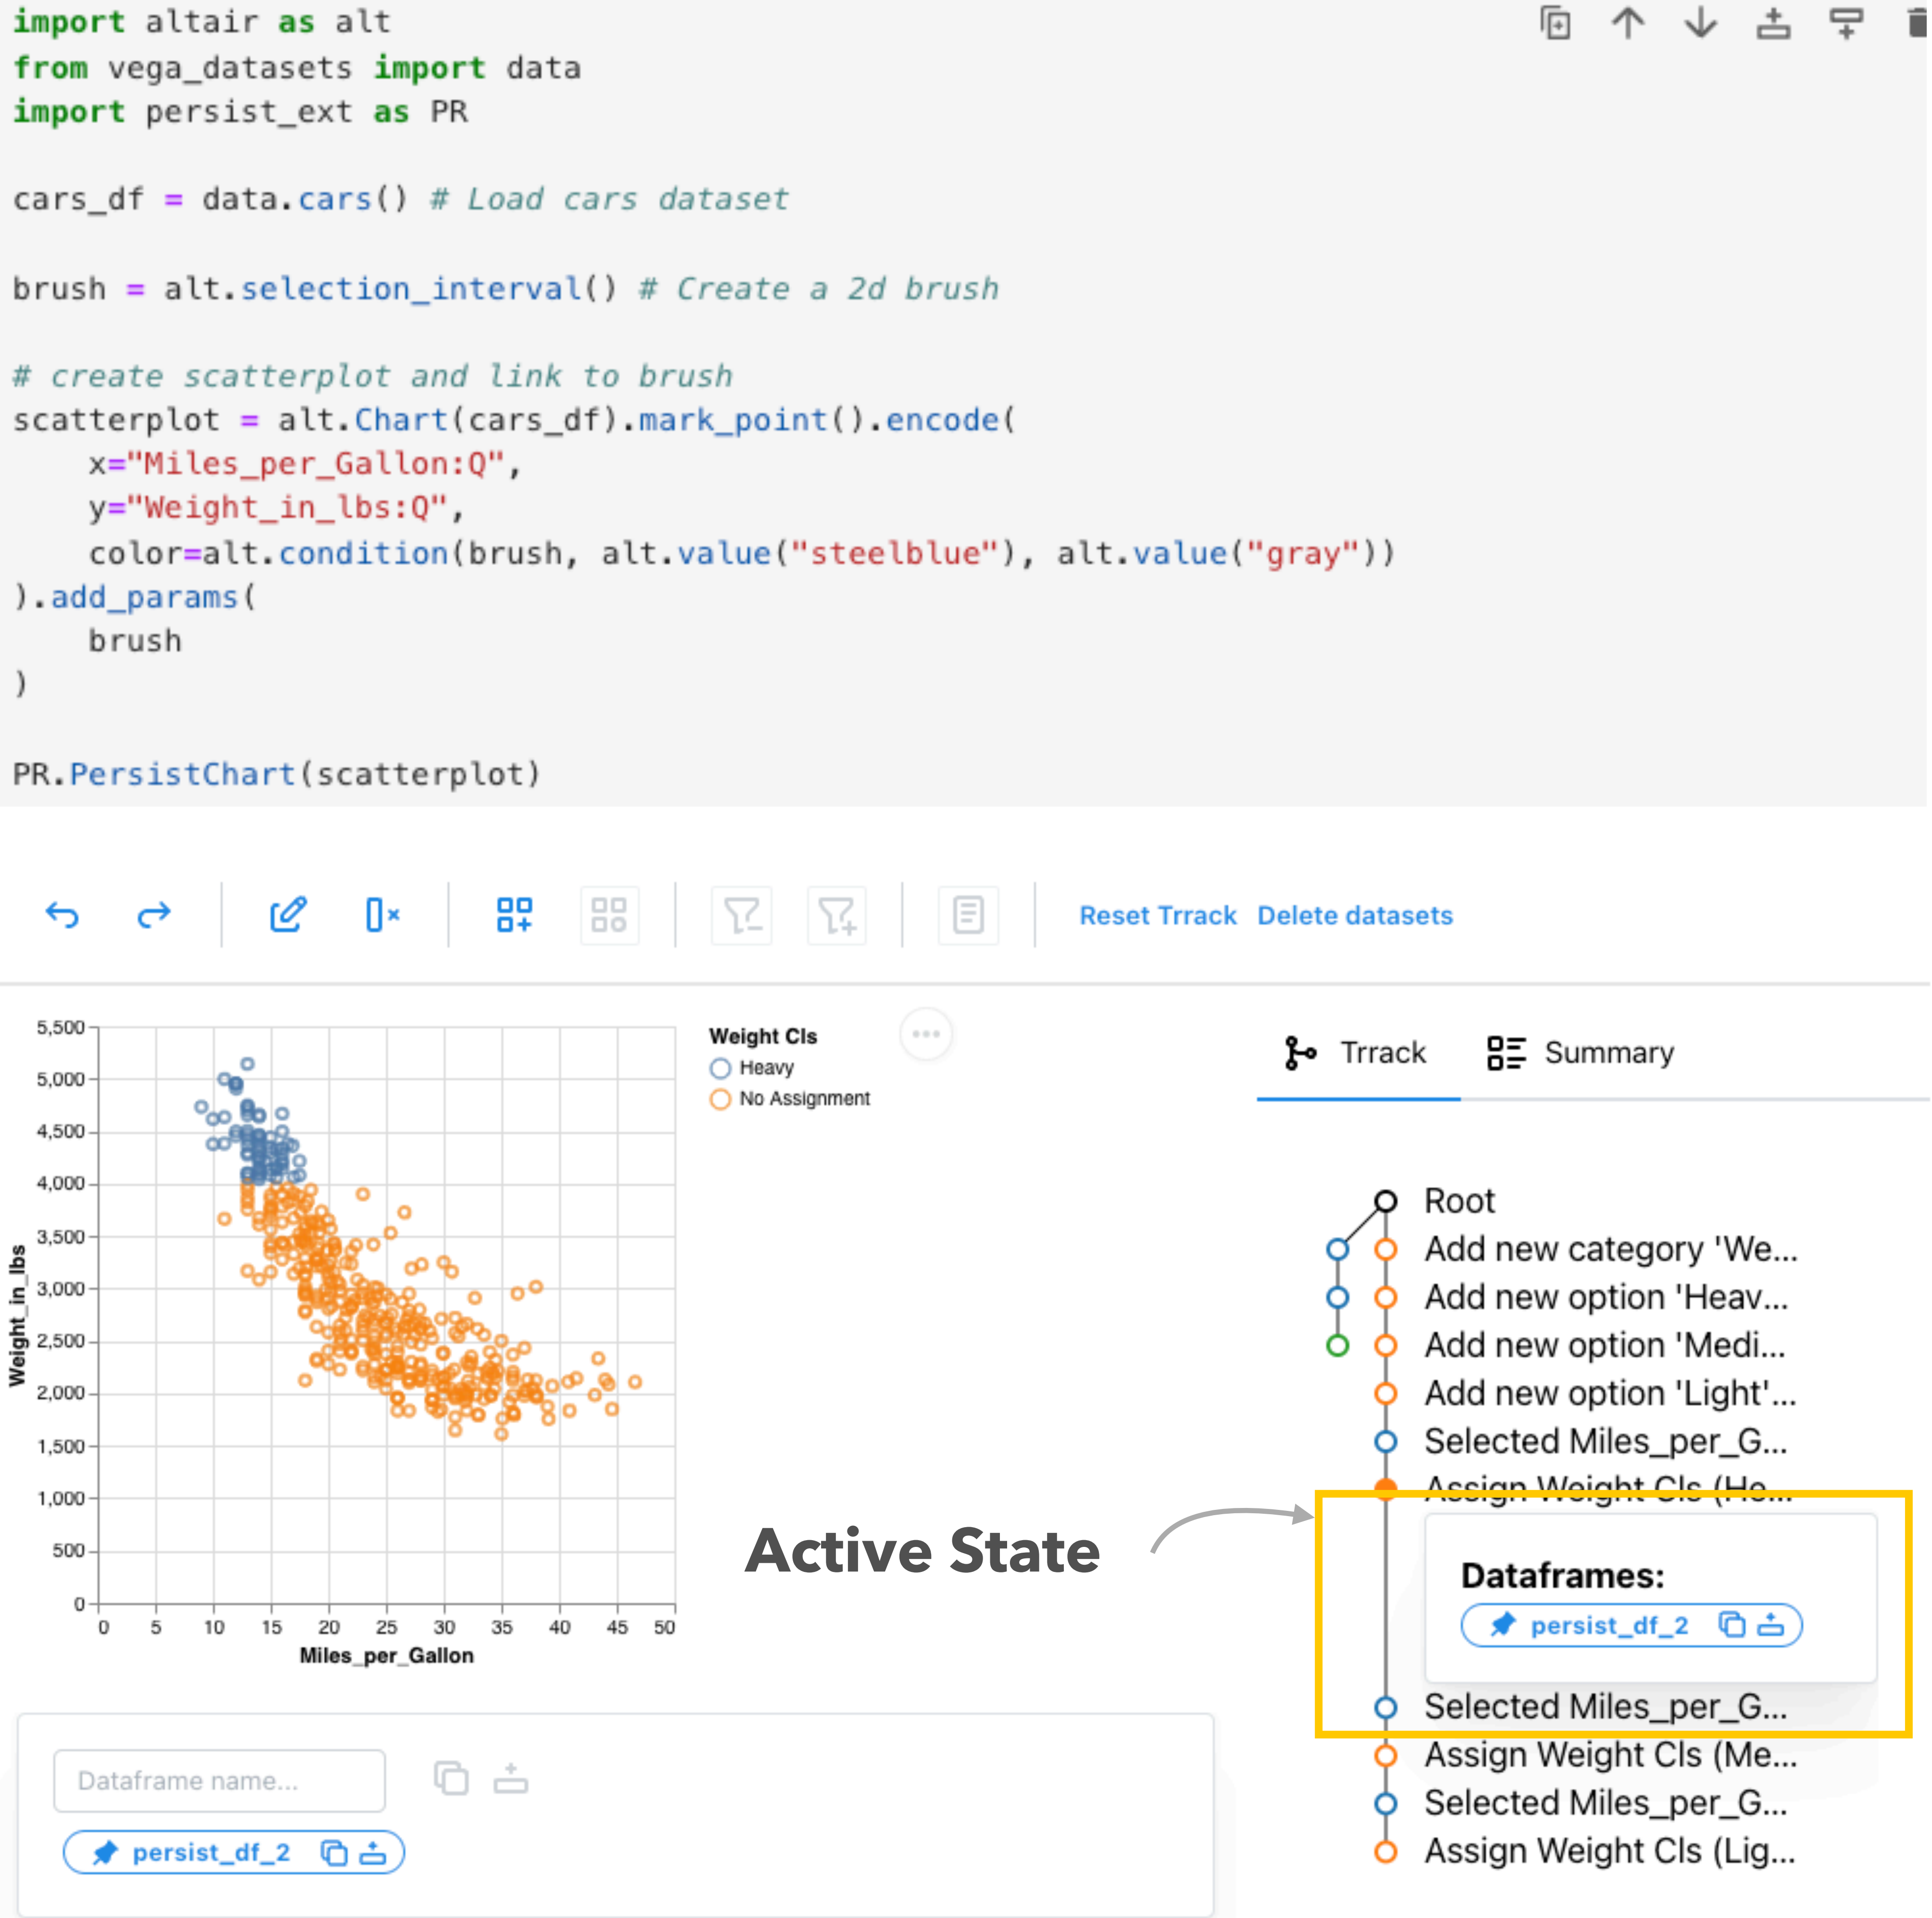 import altair as alt
from vega_datasets import data
import persist_ext as PR
cars_df = data.cars() # Load cars dataset
brush = alt.selection_interval() # Create a 2d brush
# create scatterplot and link to brush
scatterplot = alt.Chart(cars_df).mark_point().encode(
x="Miles_per_Gallon:Q",
y="Weight_in_lbs:Q",
color=alt.condition(brush, alt.value("steelblue"), alt.value("gray"))
).add_params(
brush
)
PR.PersistChart(scatterplot)
Reset Trrack Delete datasets
5,500
5,000
4,500
4,000
3,500
3,000
2,500
2,000
1,500
1,000
500
0
Weight_in_lbs
0 5 10 15 20 25 30 35 40 45 50
Miles_per_Gallon
Weight Cls
Heavy
No Assignment
Trrack Summary
Root
Add new category 'We...
Add new option 'Heav...
Add new option 'Medi...
Add new option 'Light'...
Selected Miles_per_G...
Assign Weight Cls (He...
Active State
Dataframes:
persist_df_2
Selected Miles_per_G...
Assign Weight Cls (Me...
Selected Miles_per_G...
Assign Weight Cls (Lig...
Dataframe name...
persist_df_2